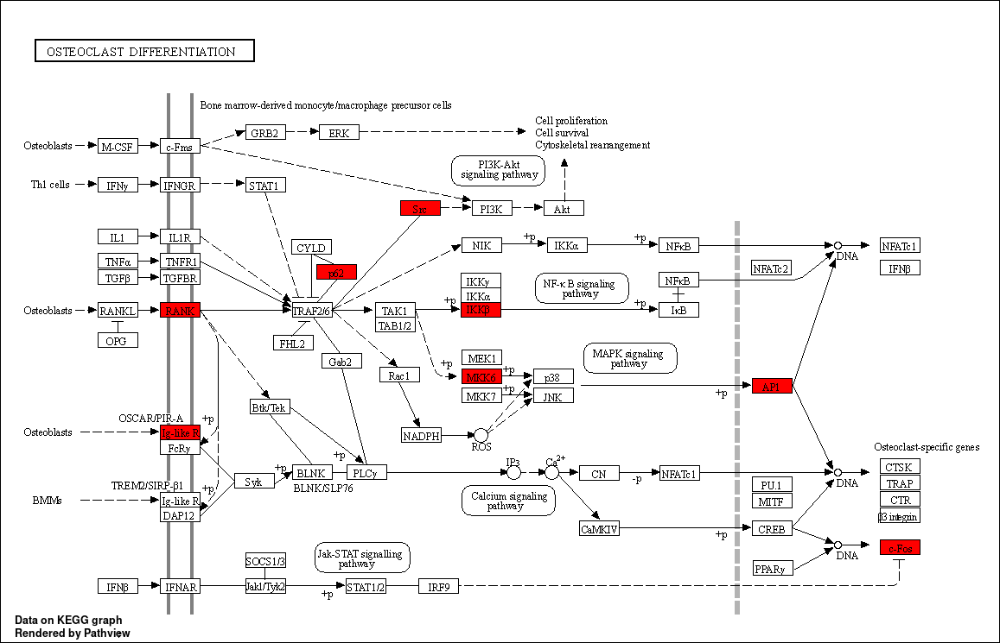 OSTEOCLAST DIFFERENTIATION
Bone marrow-derived monocyte/macrophage precursor cells
Cell proliferation
Cell survival
Cytoskeletal rearrangement
GRB2
ERK
Osteoblasts
M-CSF
c-Fms
PI3K-Akt
signaling pathway
Th1 cells
IFNγ
IFNGR
STAT1
Src
PI3K
Akt
IL1
IL1R
CYLD
NIK
+p
IKKα
+p
NFκB
DNA
NFATc1
TNFα
TNFR1
p62
NFATc2
IFNβ
TGFβ
TGFBR
IKKγ
IKKα
NF-κ B signaling
pathway
NFκB
Osteoblasts
RANKL
RANK
TRAF2/6
TAK1
TAB1/2
+p
IKKβ
+p
IκB
OPG
FHL2
Gab2
Rac1
MEK1
+p
MKK6
+p
p38
MKK7
+p
JNK
MAPK signaling
pathway
+p
AP1
Btk/Tek
OSCAR/PIR-A
+p
Osteoblasts
Ig-like R
FcRγ
NADPH
ROS
Osteoclast-specific genes
Syk
+p
BLNK
+p
PLCγ
BLNK/SLP76
IP3
Ca2+
CN
-p
NFATc1
DNA
CTSK
TRAP
CTR
β3 integrin
TREM2/SIRP-β1
+p
BMMs
Ig-like R
DAP12
Calcium signaling
pathway
PU.1
MITF
CaMKIV
+p
CREB
DNA
c-Fos
PPARγ
SOCS1/3
Jak-STAT signalling
pathway
IFNβ
IFNAR
Jak1/Tyk2
+p
STAT1/2
IRF9
Data on KEGG graph
Rendered by Pathview